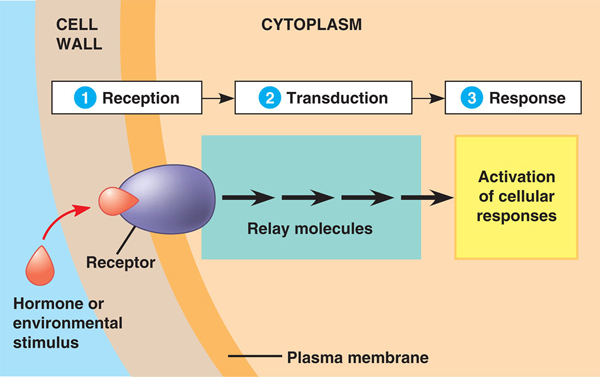 CELL
WALL
CYTOPLASM
1 Reception
2 Transduction
3 Response
Activation
of cellular
responses
Relay molecules
Receptor
Hormone or
environmental
stimulus
Plasma membrane